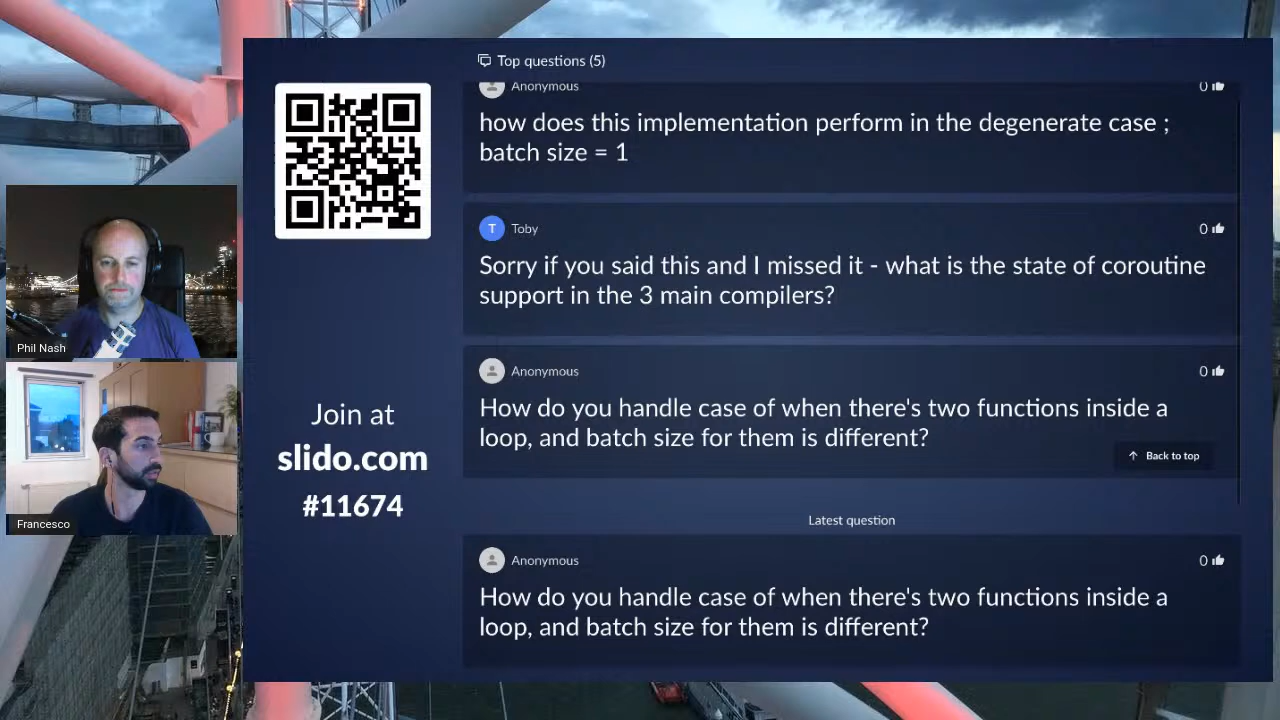 Top questions (5)
Anonymous
0
how does this implementation perform in the degenerate case ;
batch size = 1
T
Toby
0
Sorry if you said this and I missed it - what is the state of coroutine
support in the 3 main compilers?
Anonymous
0
How do you handle case of when there's two functions inside a
loop, and batch size for them is different?
↑ Back to top
Latest question
Anonymous
0
How do you handle case of when there's two functions inside a
loop, and batch size for them is different?
Join at
slido.com
#11674
Phil Nash
Francesco